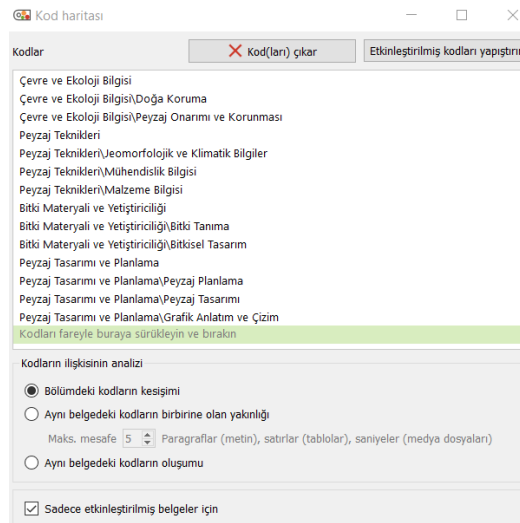 Kod haritası
Kodlar
Kod(ları) çıkar
Etkinleştirilmiş kodları yapıştırın
Çevre ve Ekoloji Bilgisi
Çevre ve Ekoloji Bilgisi\Doğa Koruma
Çevre ve Ekoloji Bilgisi\Peyzaj Onarımı ve Korunması
Peyzaj Teknikleri
Peyzaj Teknikleri\Jeomorfolojik ve Klimatik Bilgiler
Peyzaj Teknikleri\Mühendislik Bilgisi
Peyzaj Teknikleri\Malzeme Bilgisi
Bitki Materyali ve Yetiştiriciliği
Bitki Materyali ve Yetiştiriciliği\Bitki Tanıma
Bitki Materyali ve Yetiştiriciliği\Bitkisel Tasarım
Peyzaj Tasarımı ve Planlama
Peyzaj Tasarımı ve Planlama\Peyzaj Planlama
Peyzaj Tasarımı ve Planlama\Peyzaj Tasarımı
Peyzaj Tasarımı ve Planlama\Grafik Anlatım ve Çizim
Kodları fareyle buraya sürükleyin ve bırakın
Kodların ilişkisinin analizi
Bölümdeki kodların kesişimi
Aynı belgedeki kodların birbirine olan yakınlığı
Maks. mesafe 5 Paragraflar (metin), satırlar (tablolar), saniyeler (medya dosyaları)
Aynı belgedeki kodların oluşumu
Sadece etkinleştirilmiş belgeler için